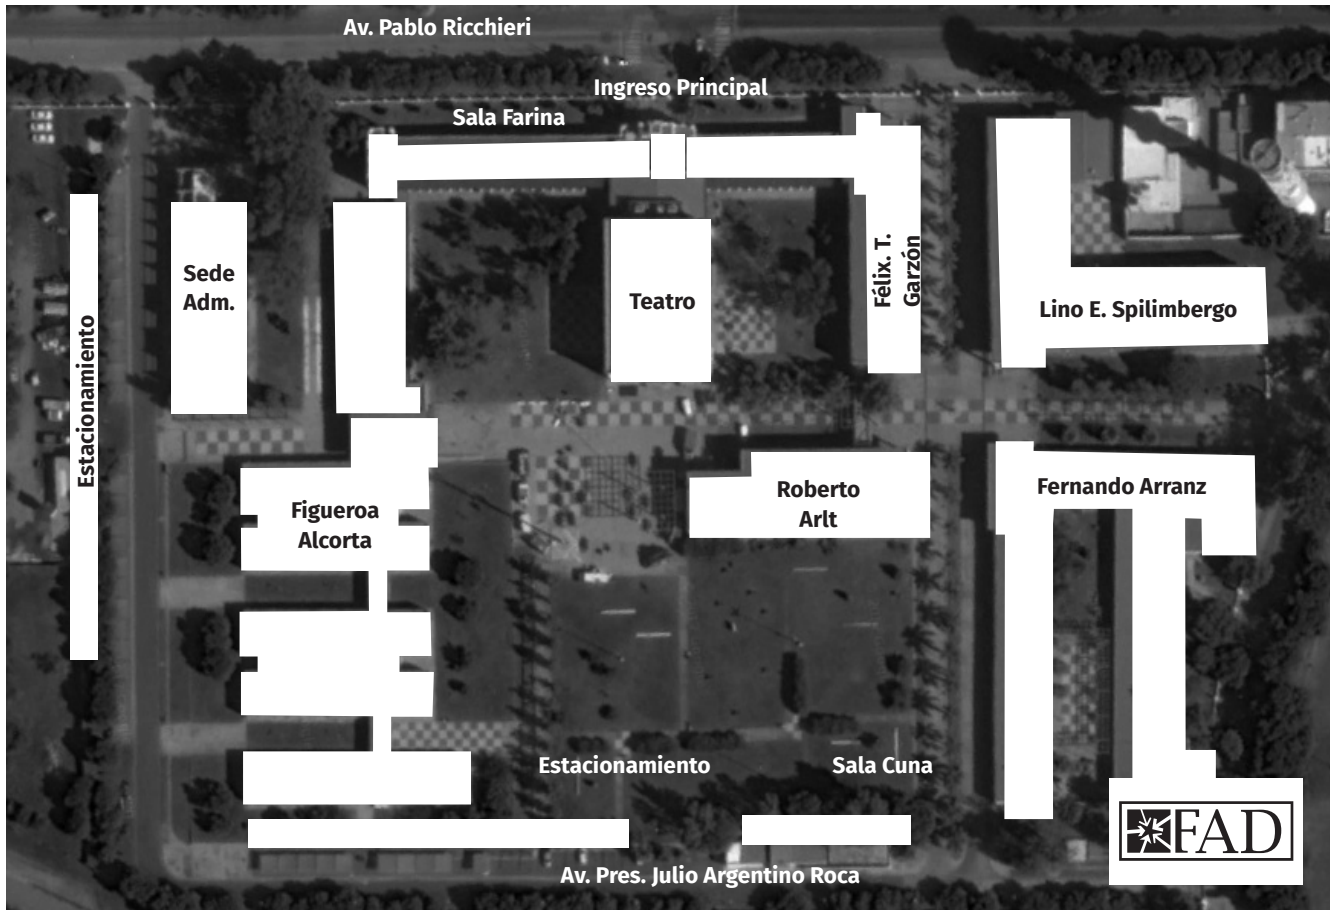 Av. Pablo Ricchieri
Ingreso Principal
Sala Farina
Sede
Adm.
Teatro
Félix. T.
Garzón
Lino E. Spilimbergo
Estacionamiento
Figueroa
Alcorta
Roberto
Arlt
Fernando Arranz
Estacionamiento
Sala Cuna
FAD
Av. Pres. Julio Argentino Roca